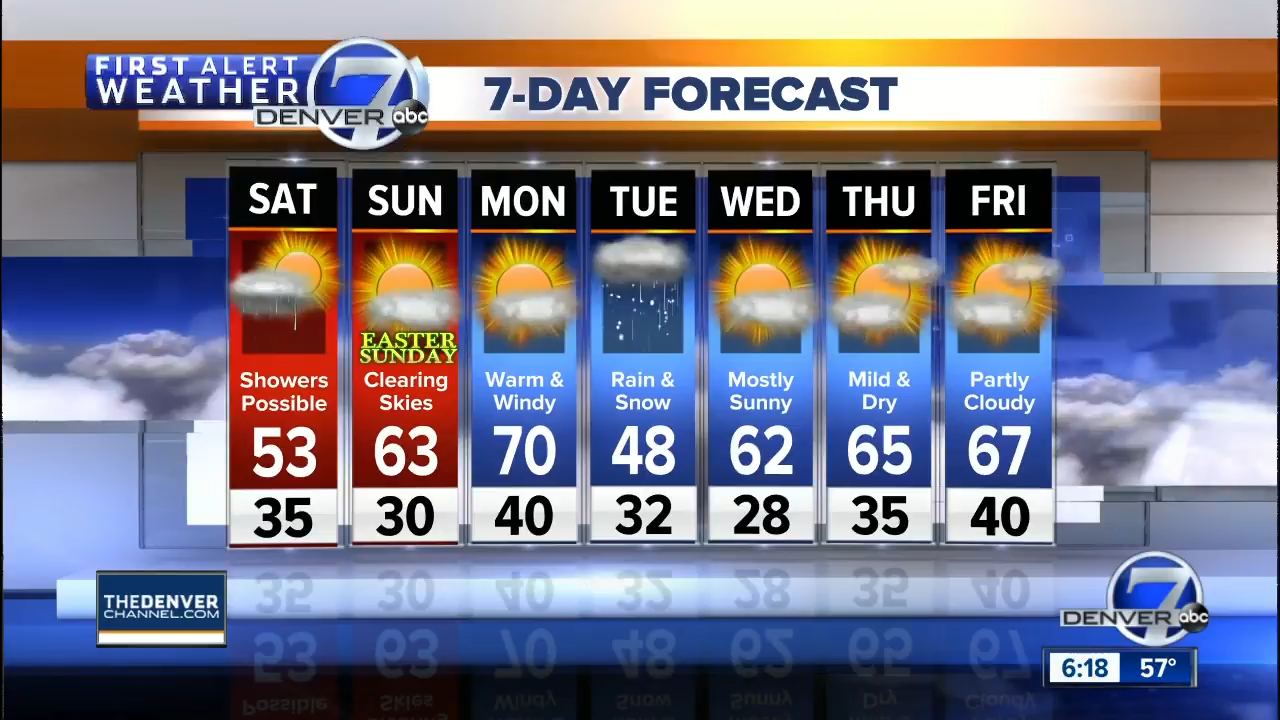 FIRST ALERT
WEATHER
7
DENVER abc
7-DAY FORECAST
SAT SUN MON TUE WED THU FRI
EASTER
SUNDAY
Showers Clearing Warm & Rain & Mostly Mild & Partly
Possible Skies Windy Snow Sunny Dry Cloudy
53 63 70 48 62 65 67
35 30 40 32 28 35 40
THEDENVER
CHANNEL.COM
7
DENVER abc
6:18 57°